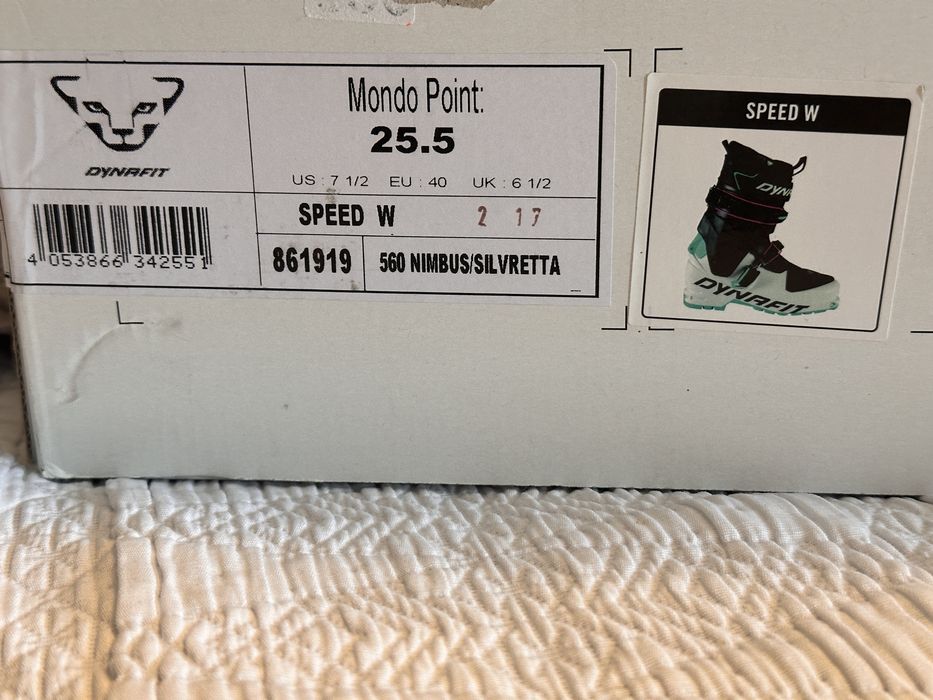 DYNAFIT
Mondo Point:
25.5
US : 7 1/2 EU : 40 UK : 6 1/2
SPEED W 2 17
4 053866 342551
861919 560 NIMBUS/SILVRETTA
SPEED W
DYNA
DYNAFIT